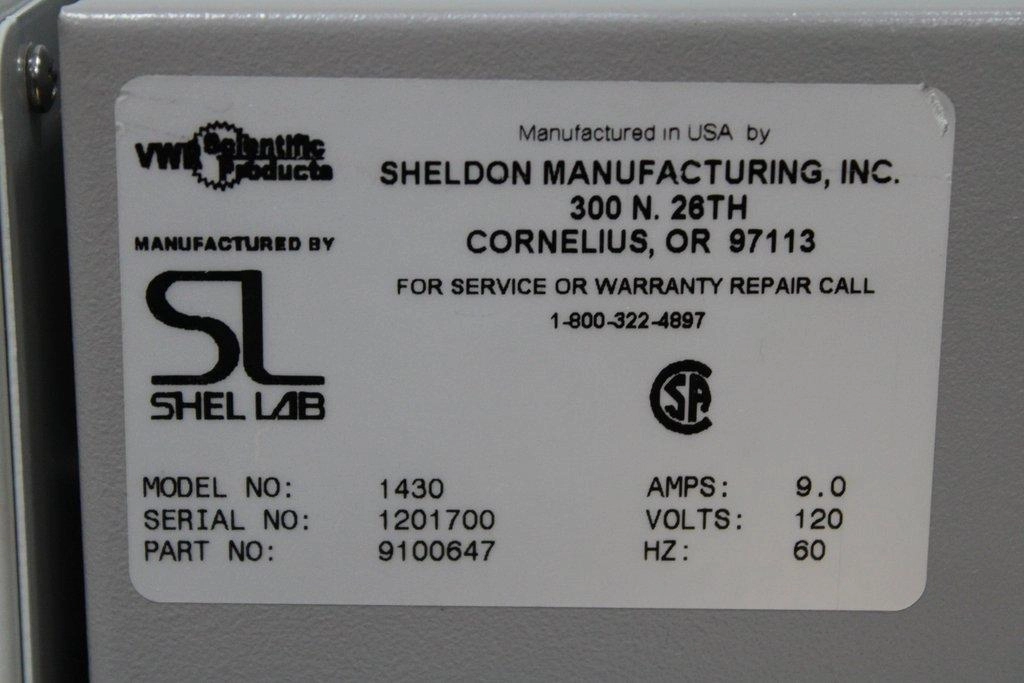 VWR Scientific Products
MANUFACTURED BY
SL
SHEL LAB
Manufactured in USA by
SHELDON MANUFACTURING, INC.
300 N. 26TH
CORNELIUS, OR 97113
FOR SERVICE OR WARRANTY REPAIR CALL
1-800-322-4897
CSA
MODEL NO: 1430 AMPS: 9.0
SERIAL NO: 1201700 VOLTS: 120
PART NO: 9100647 HZ: 60